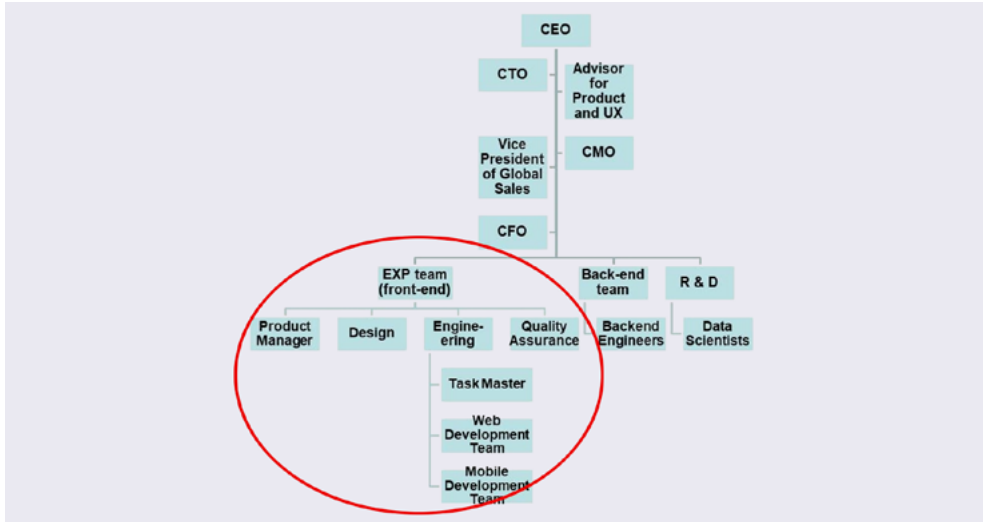 CEO
CTO
Advisor
for
Product
and UX
Vice
President
of Global
Sales
CMO
CFO
EXP team
(front-end)
Back-end
team
R & D
Product
Manager
Design
Engine-
ering
Quality
Assurance
Backend
Engineers
Data
Scientists
Task Master
Web
Development
Team
Mobile
Development
Team